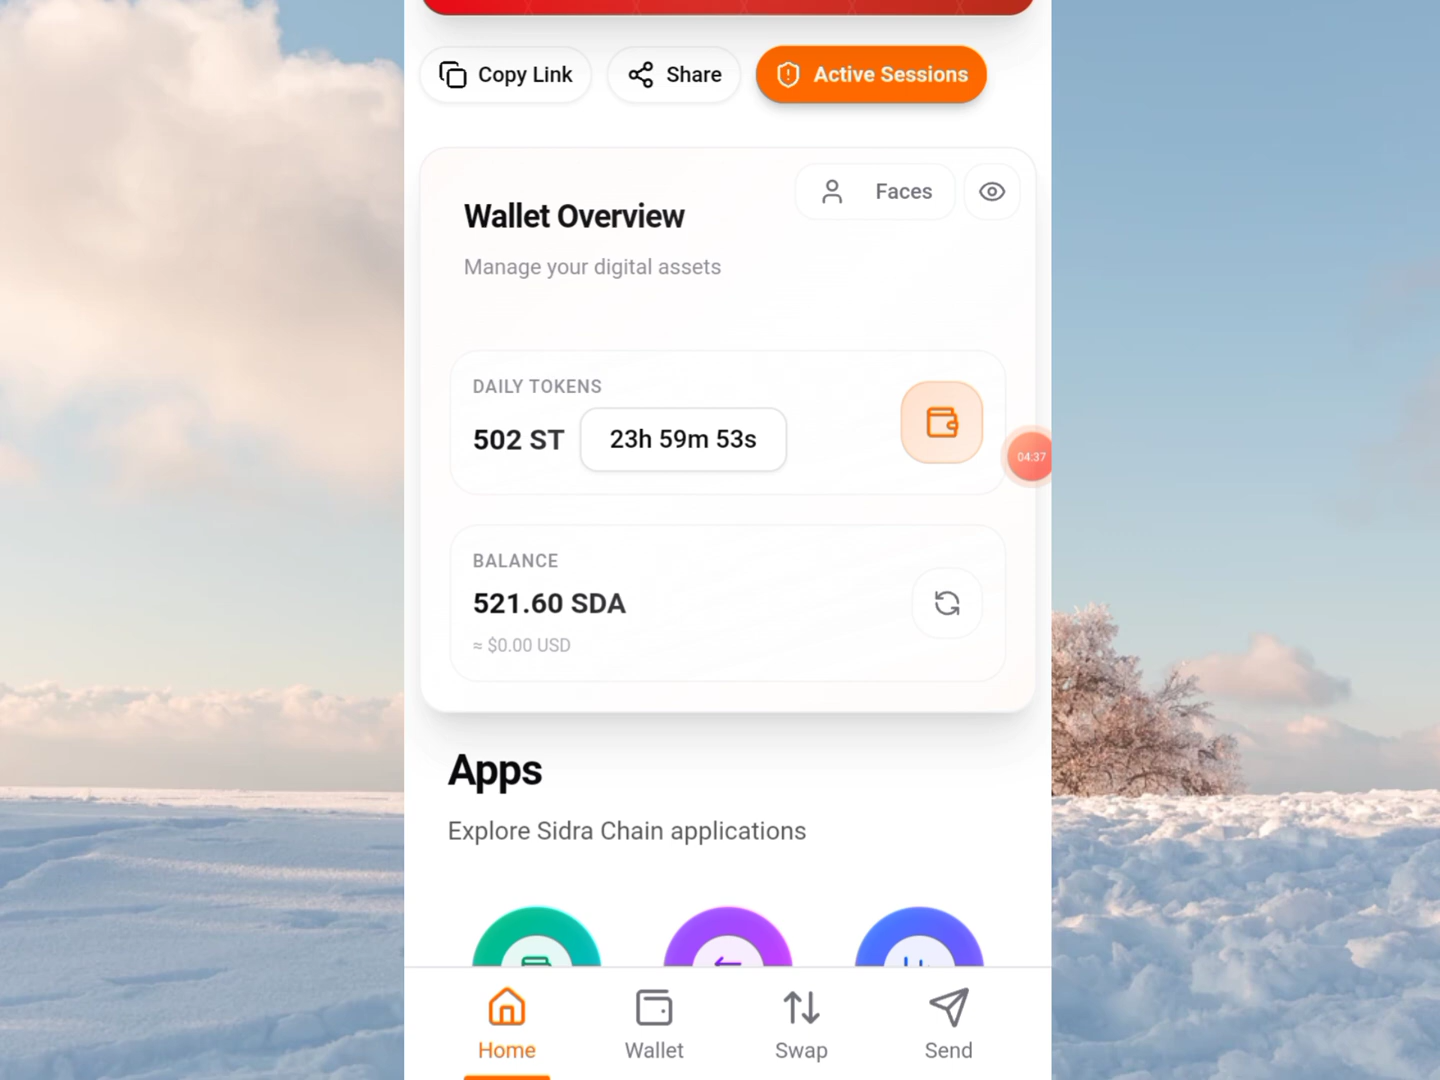 Copy Link
Share
Active Sessions
Faces
Wallet Overview
Manage your digital assets
DAILY TOKENS
502 ST
23h 59m 53s
04:37
BALANCE
521.60 SDA
≈ $0.00 USD
Apps
Explore Sidra Chain applications
Home
Wallet
Swap
Send